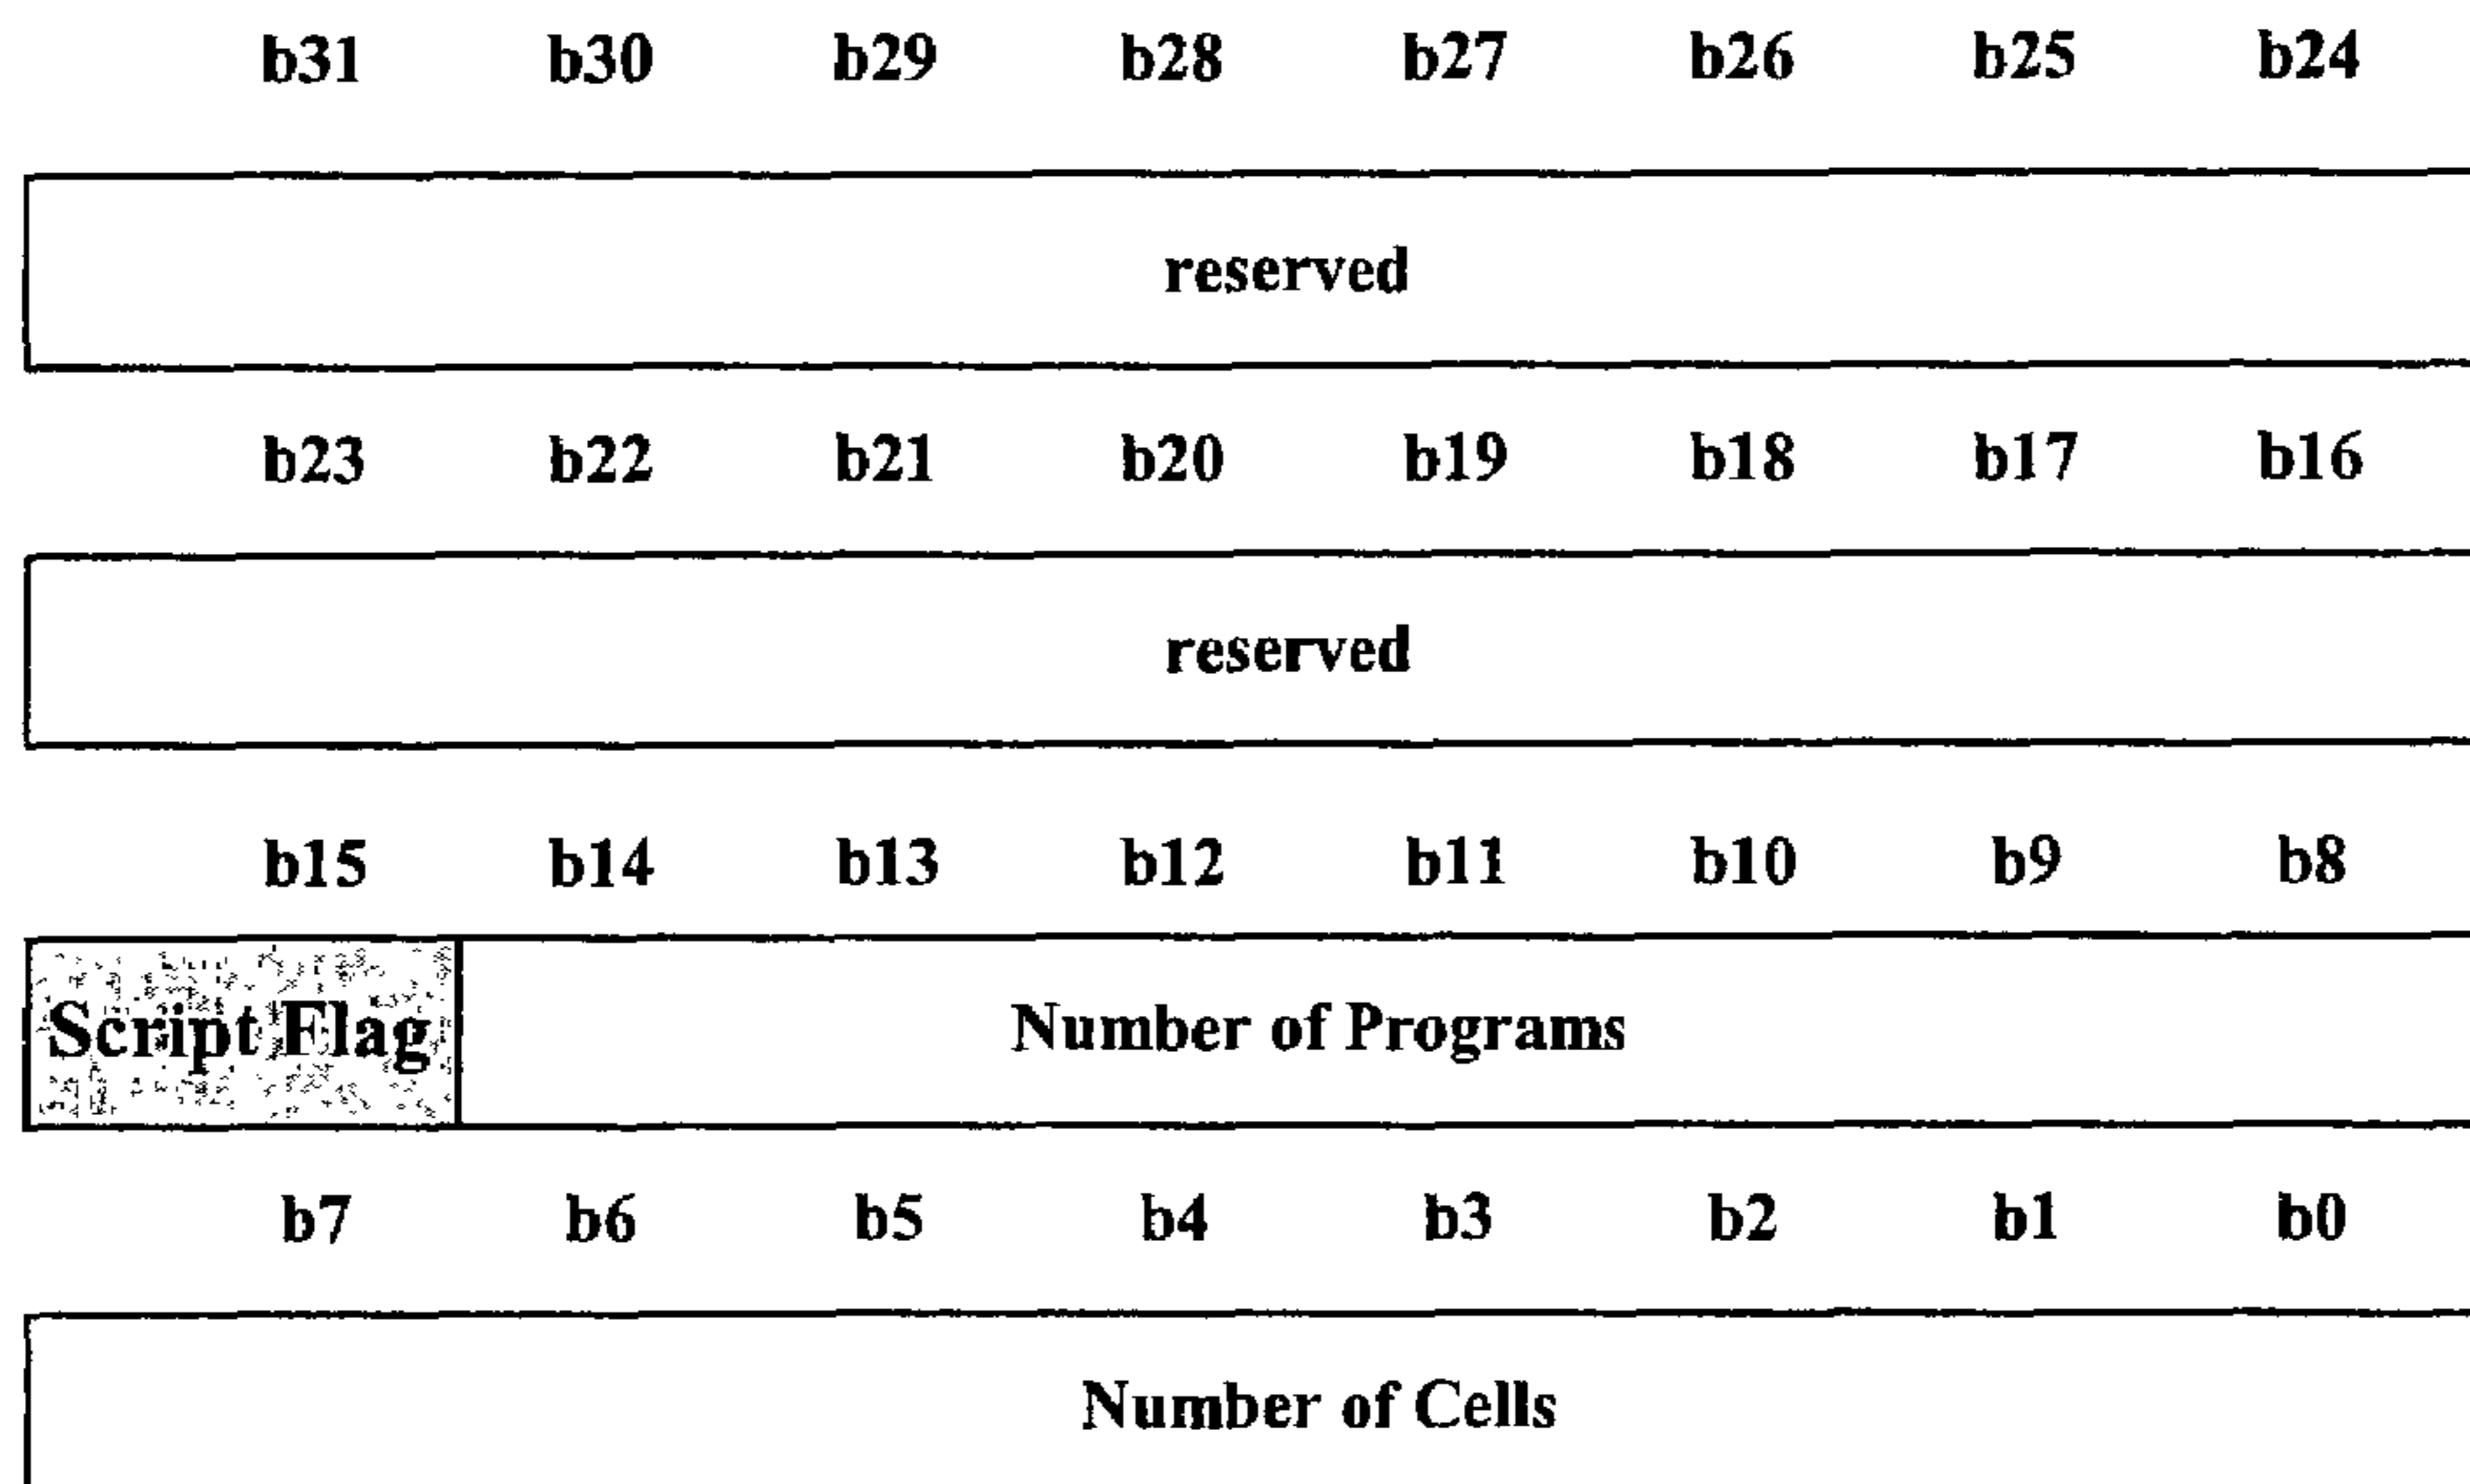 b31 b30 b29 b28 b27 b26 b25 b24
reserved
b23 b22 b21 b20 b19 b18 b17 b16
reserved
b15 b14 b13 b12 b11 b10 b9 b8
Script Flag Number of Programs
b7 b6 b5 b4 b3 b2 b1 b0
Number of Cells